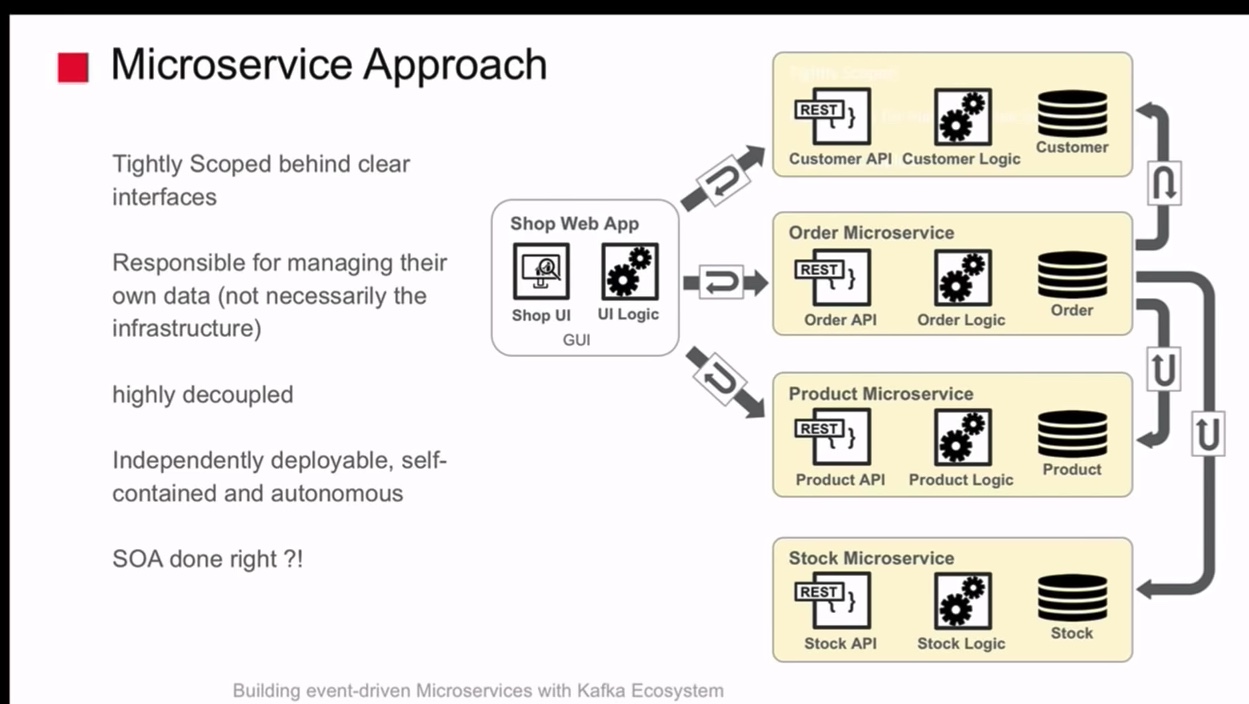 Microservice Approach
Tightly Scoped behind clear
interfaces
Responsible for managing their
own data (not necessarily the
infrastructure)
highly decoupled
Independently deployable, self-
contained and autonomous
SOA done right ?!
Shop Web App
Shop UI
UI Logic
GUI
REST
Customer API
Customer Logic
Customer
Order Microservice
REST
Order API
Order Logic
Order
Product Microservice
REST
Product API
Product Logic
Product
Stock Microservice
REST
Stock API
Stock Logic
Stock
Building event-driven Microservices with Kafka Ecosystem